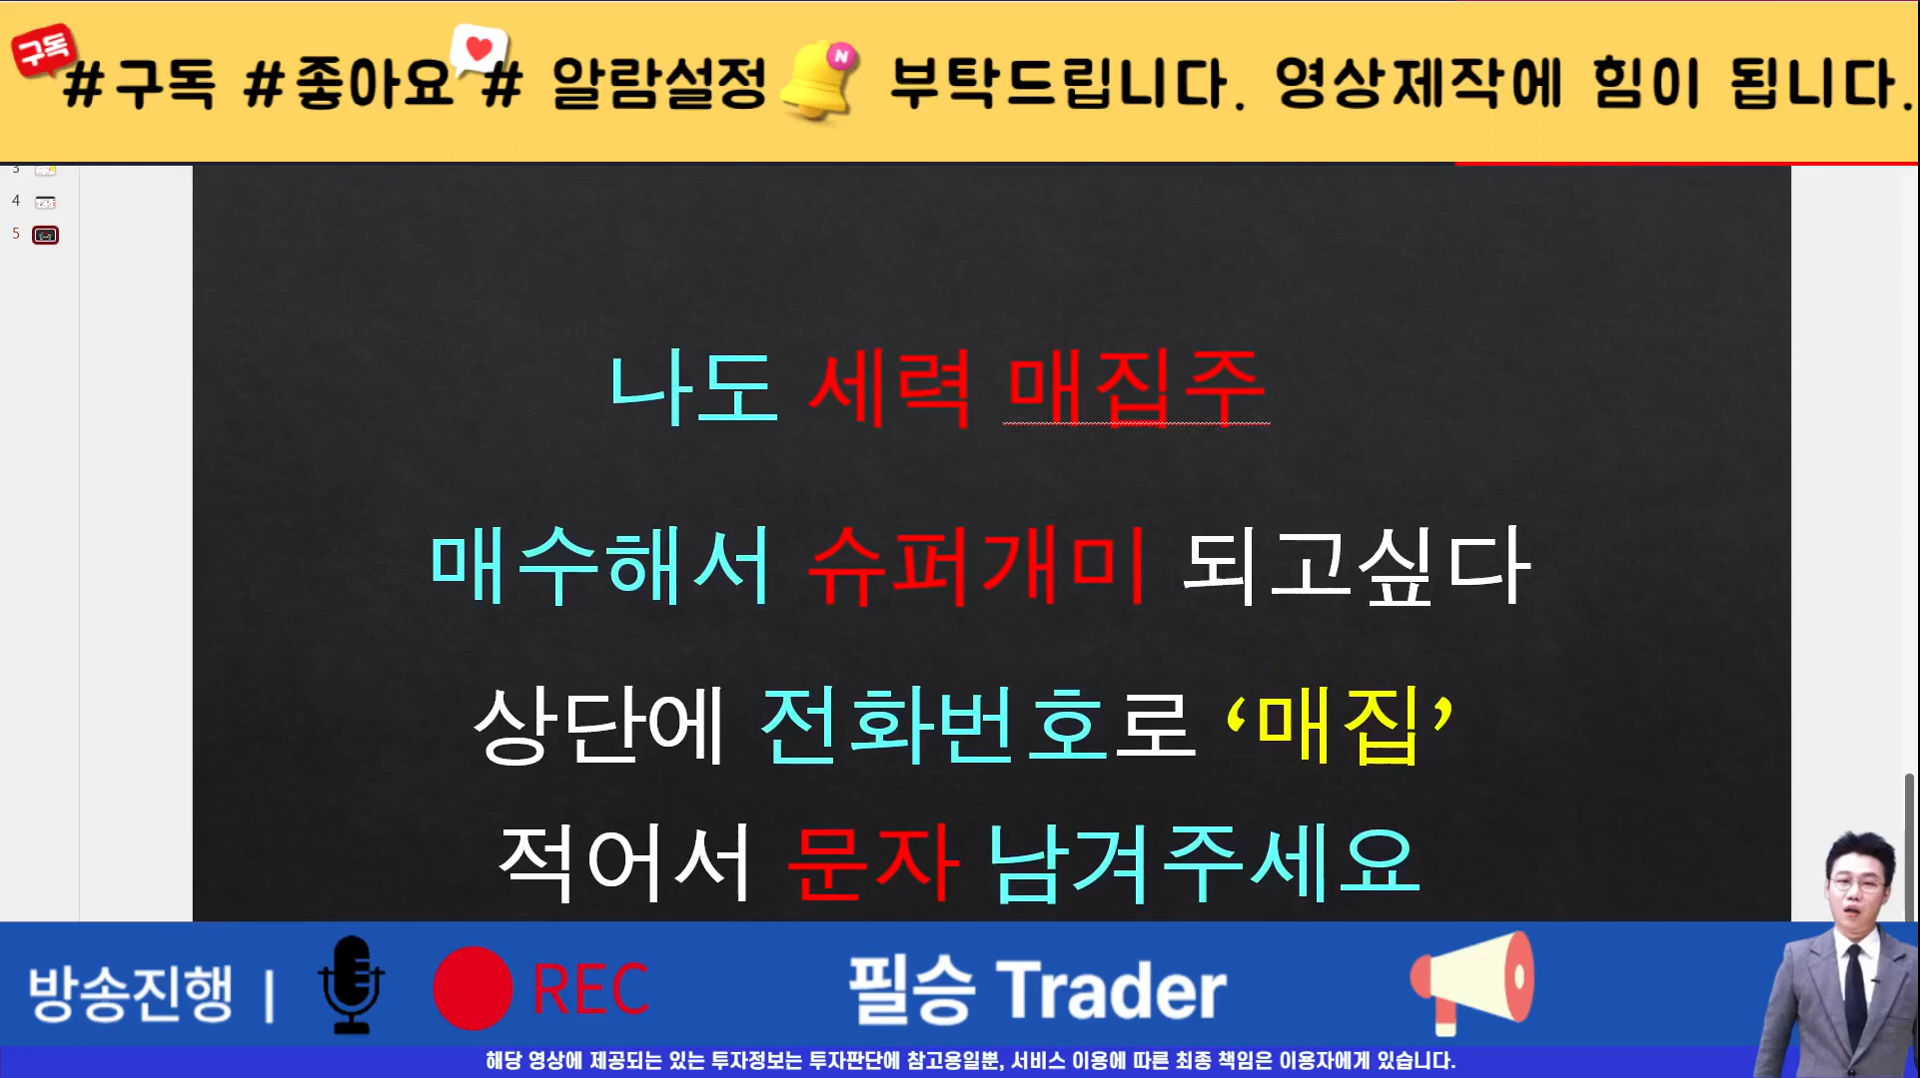 구독
#구독 #좋아요 # 알람설정 N 부탁드립니다. 영상제작에 힘이 됩니다.
3
4
5
나도 세력 매집주
매수해서 슈퍼개미 되고싶다
상단에 전화번호로 ‘매집’
적어서 문자 남겨주세요
방송진행 | REC 필승 Trader
해당 영상에 제공되는 있는 투자정보는 투자판단에 참고용일뿐, 서비스 이용에 따른 최종 책임은 이용자에게 있습니다.